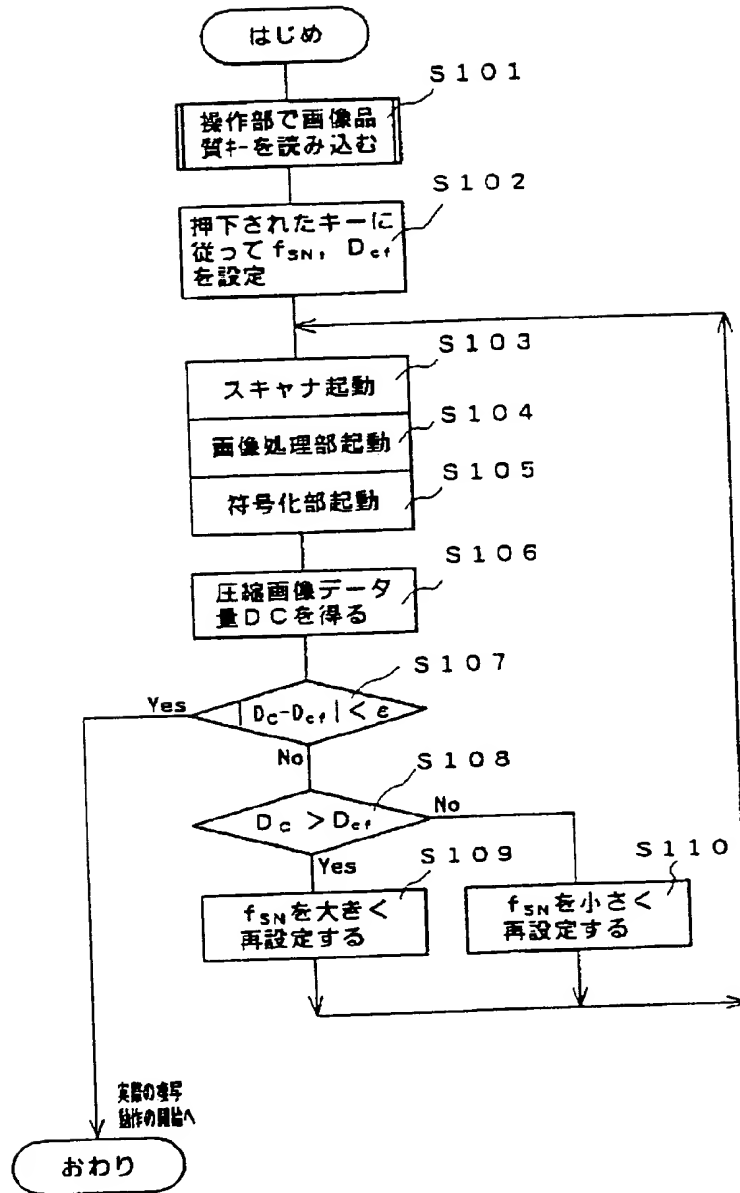 はじめ
S101
操作部で画像品
質キーを読み込む
S102
押下されたキーに
従ってfSN, Dcf
を設定
S103
スキャナ起動
S104
画像処理部起動
S105
符号化部起動
S106
圧縮画像データ
量DCを得る
S107
Yes
|Dc-Dcf|<ε
No
S108
Dc>Dcf
No
Yes
S109
fSNを大きく
再設定する
S110
fSNを小さく
再設定する
実際の複写
動作の開始へ
おわり